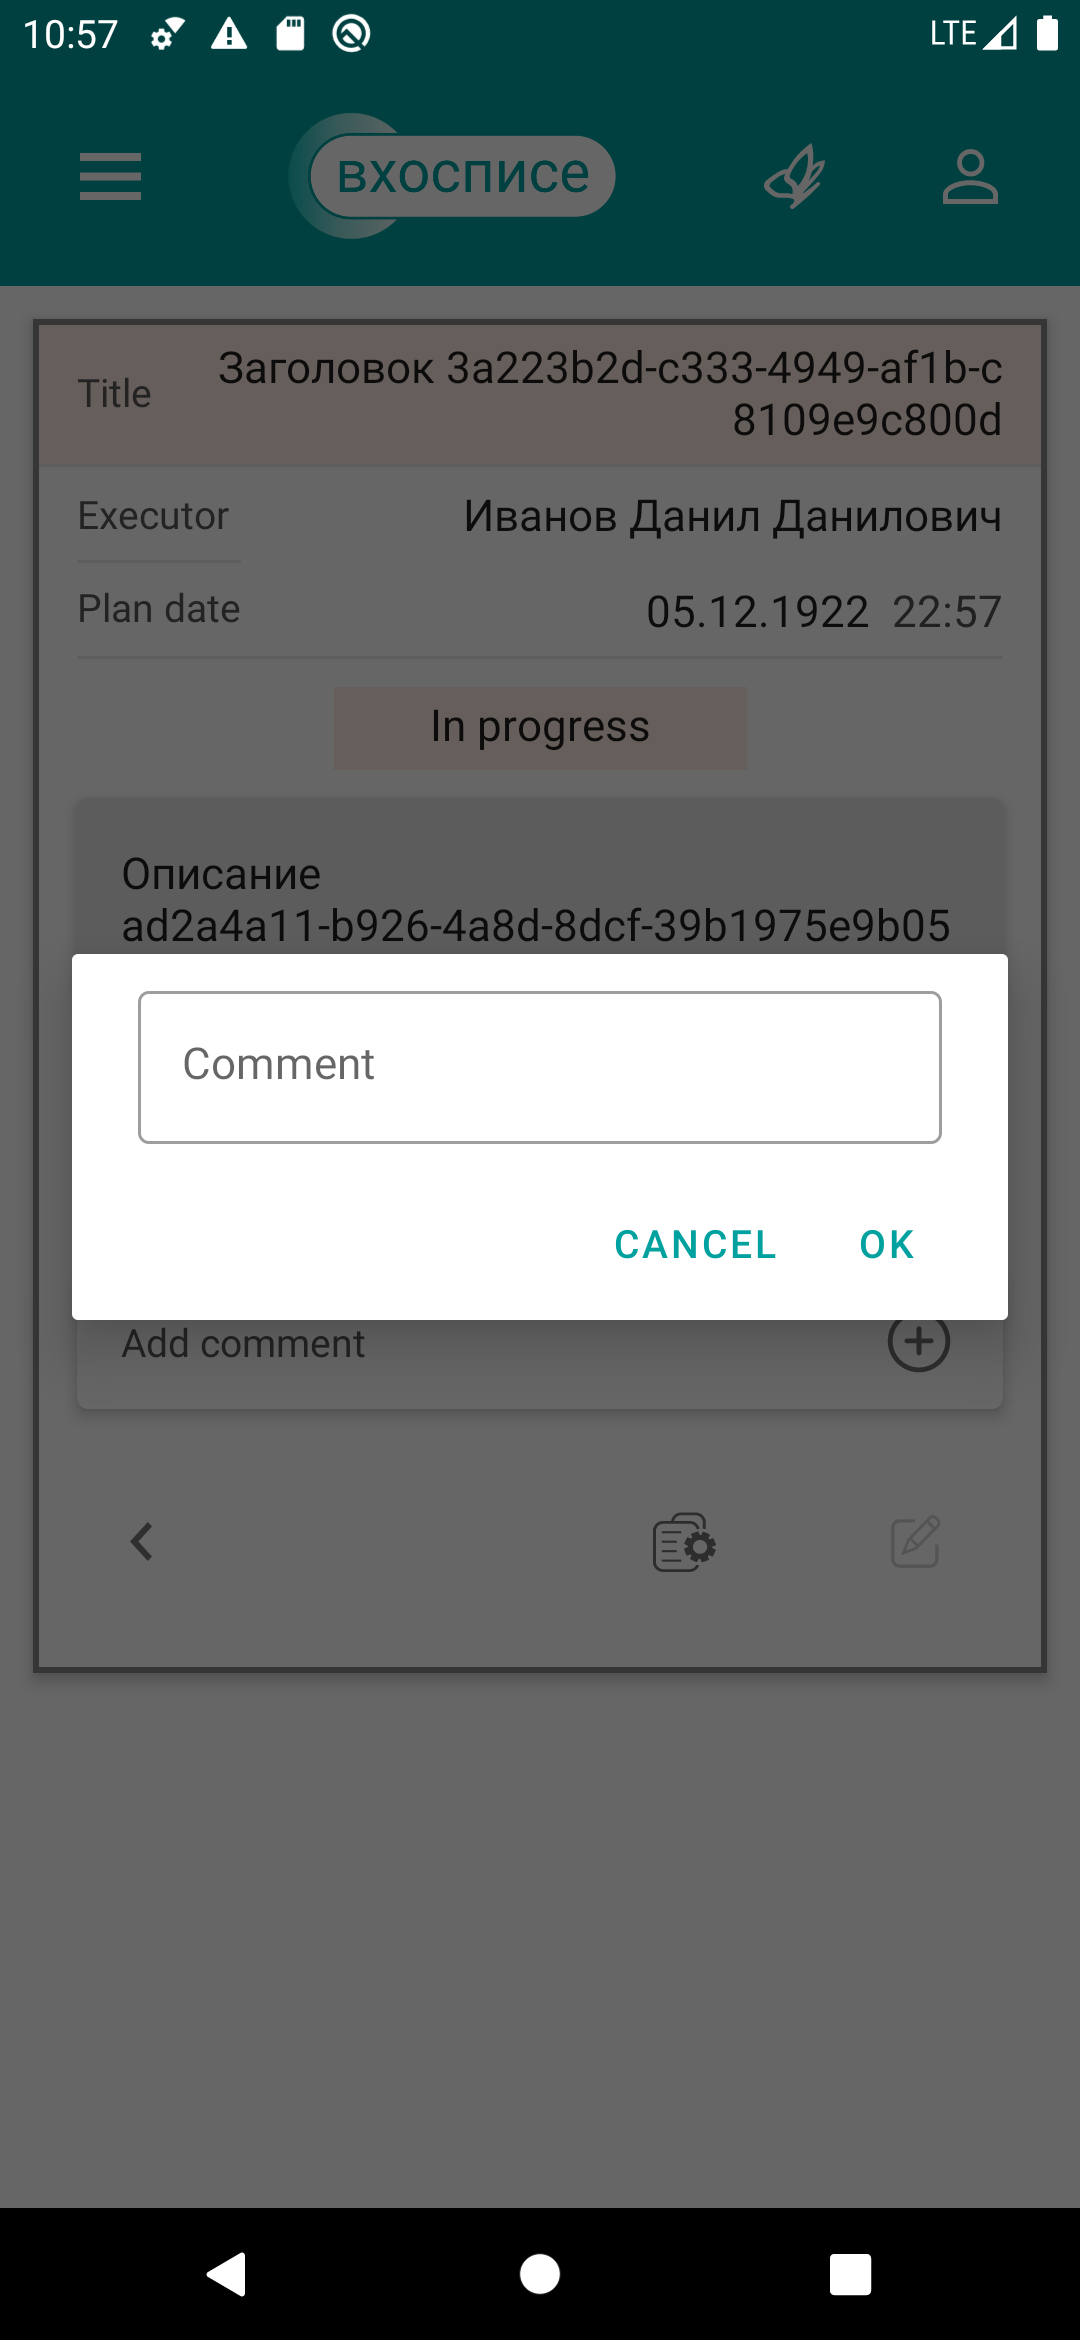 10:57
LTE
вхосписе
Title
Заголовок 3a223b2d-c333-4949-af1b-c
8109e9c800d
Executor
Иванов Данил Данилович
Plan date
05.12.1922 22:57
In progress
Описание
ad2a4a11-b926-4a8d-8dcf-39b1975e9b05
Comment
CANCEL
OK
Add comment